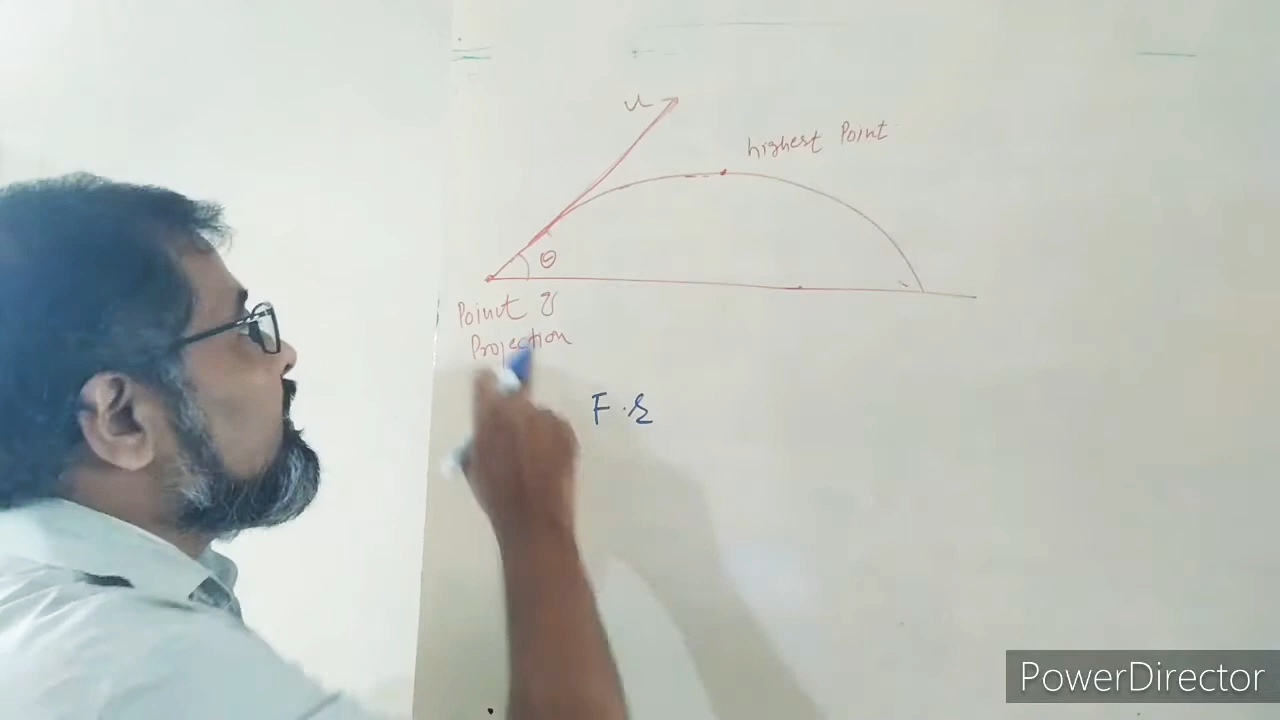 u
highest Point
θ
Point of
Projection
PowerDirector